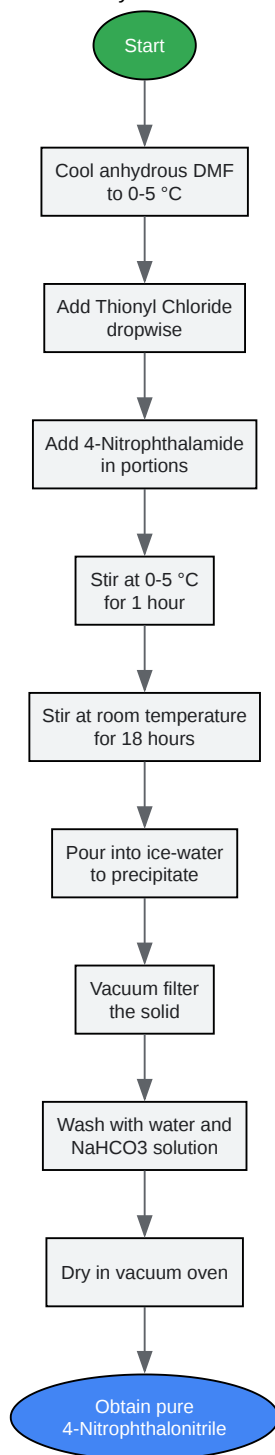 Start
Cool anhydrous DMF
to 0-5 °C
Add Thionyl Chloride
dropwise
Add 4-Nitrophthalamide
in portions
Stir at 0-5 °C
for 1 hour
Stir at room temperature
for 18 hours
Pour into ice-water
to precipitate
Vacuum filter
the solid
Wash with water and
NaHCO3 solution
Dry in vacuum oven
Obtain pure
4-Nitrophthalonitrile